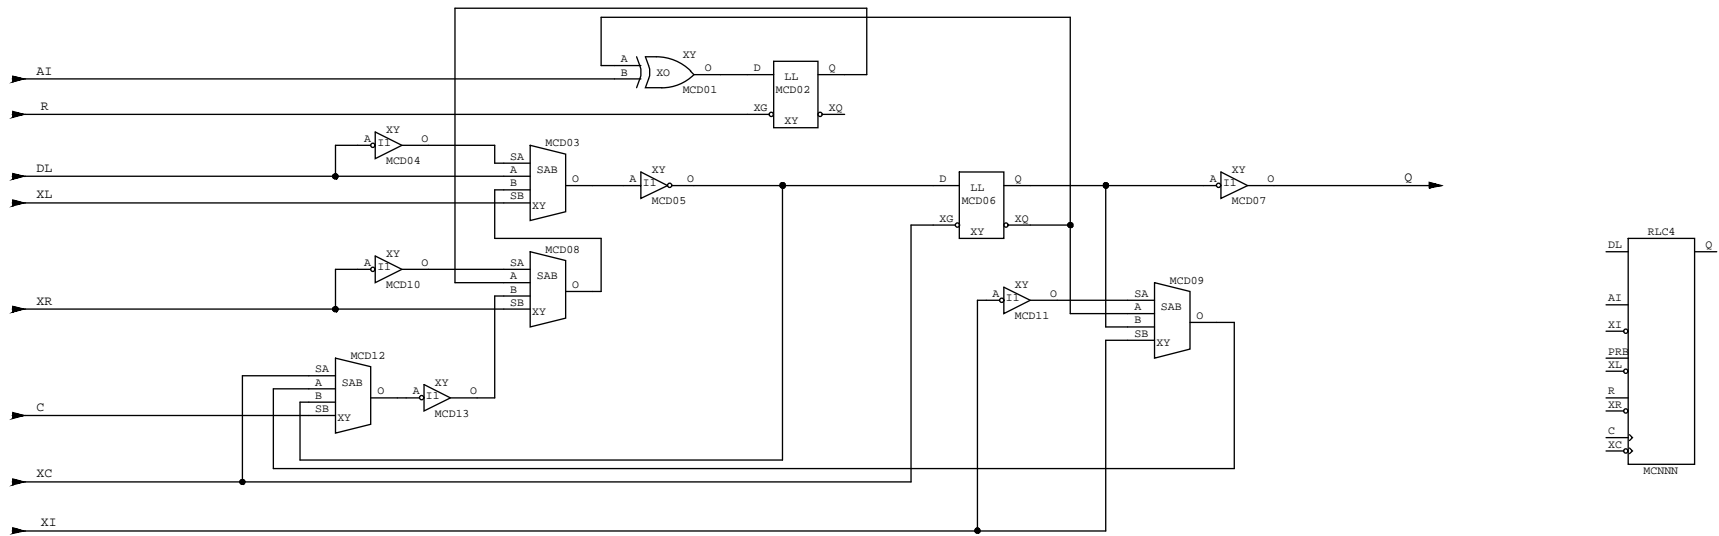 AI
A
B
XY
XO
O
MCD01
D
LL
MCD02
Q
R
XG
XY
XQ
A
XY
I1
O
MCD04
MCD03
DL
SA
A
SAB
B
XL
SB
XY
O
A
XY
I1
O
MCD05
D
LL
MCD06
Q
XG
XY
XQ
A
XY
I1
O
MCD07
Q
A
XY
I1
O
MCD10
MCD08
SA
A
SAB
B
XR
SB
XY
O
A
XY
I1
O
MCD11
MCD09
SA
A
SAB
B
SB
XY
O
MCD12
SA
A
SAB
B
C
SB
XY
O
A
XY
I1
O
MCD13
XC
XI
RLC4
DL
Q
AI
XI
PRB
XL
R
XR
C
XC
MCNNN